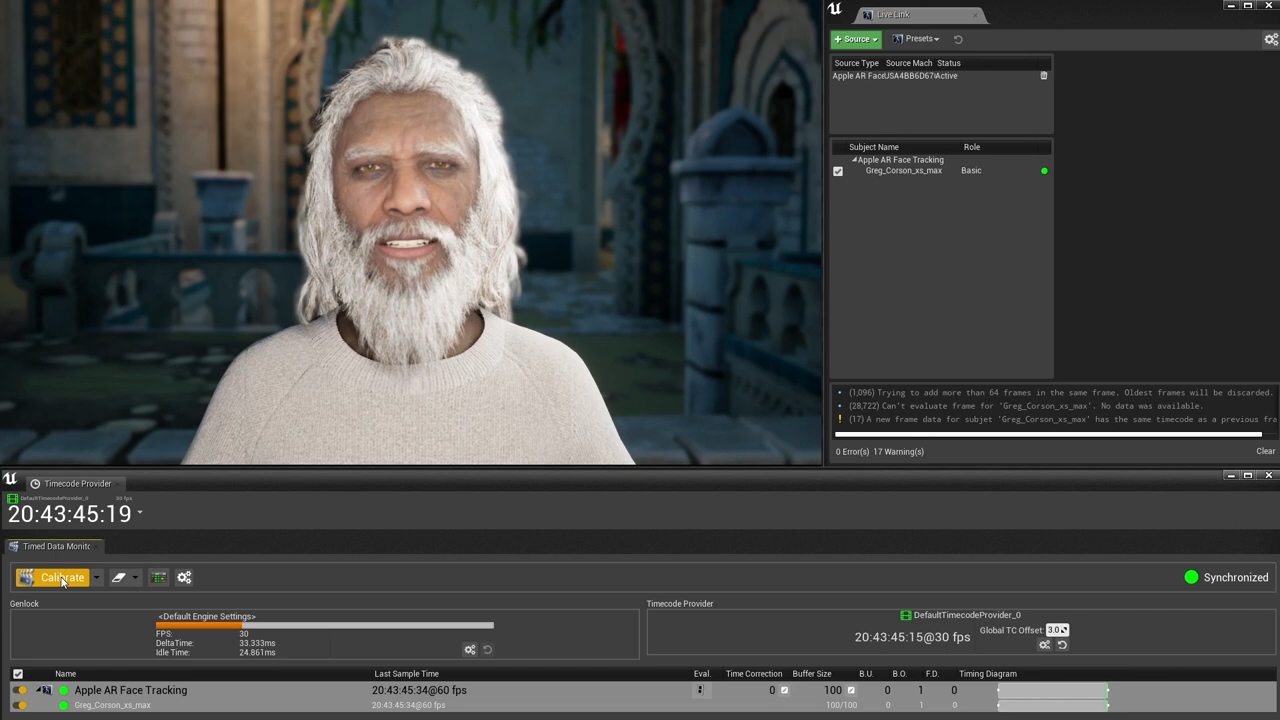 Live Link
+ Source
Presets
Source Type Source Mach Status
Apple AR FaceUSA4BB6D67 Active
Subject Name Role
Apple AR Face Tracking
Greg_Corson_xs_max Basic
(1,096) Trying to add more than 64 frames in the same frame. Oldest frames will be discarded.
(28,722) Can't evaluate frame for 'Greg_Corson_xs_max'. No data was available.
(17) A new frame data for subjet 'Greg_Corson_xs_max' has the same timecode as a previous fra
0 Error(s) 17 Warning(s) Clear
Timecode Provider
DefaultTimecodeProvider_0 30 fps
20:43:45:19
Timed Data Monitc
Calibrate
Synchronized
Genlock
<Default Engine Settings>
FPS: 30
DeltaTime: 33.333ms
Idle Time: 24.861ms
Timecode Provider
DefaultTimecodeProvider_0
20:43:45:15@30 fps Global TC Offset: 3.0
Name Last Sample Time Eval. Time Correction Buffer Size B.U. B.O. F.D. Timing Diagram
Apple AR Face Tracking 20:43:45:34@60 fps 0 100 0 1 0
Greg_Corson_xs_max 20:43:45:34@60 fps 100/100 0 1 0